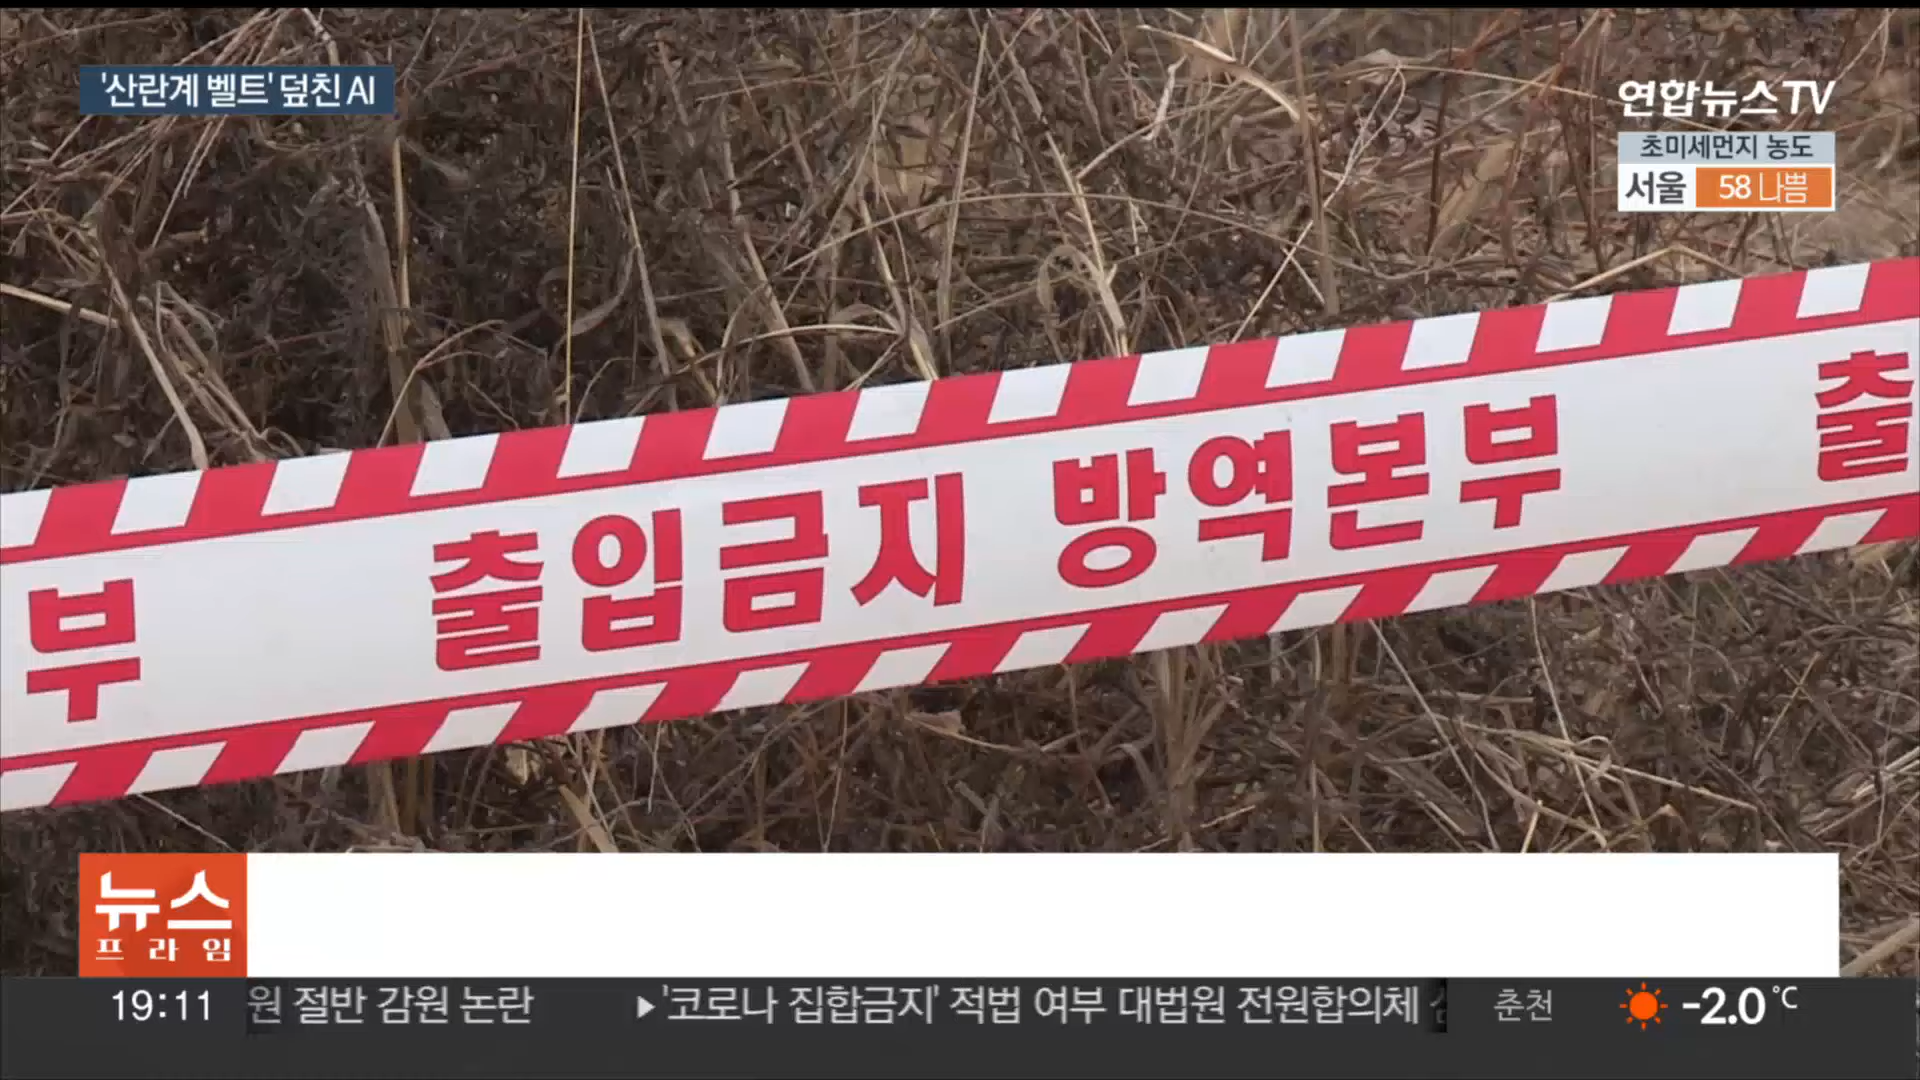 '산란계 벨트' 덮친 AI
연합뉴스TV
초미세먼지 농도
서울 58 나쁨
출
부 출입금지 방역본부
뉴스
프라임
19:11 원 절반 감원 논란 ▶'코로나 집합금지' 적법 여부 대법원 전원합의체 춘천 -2.0℃